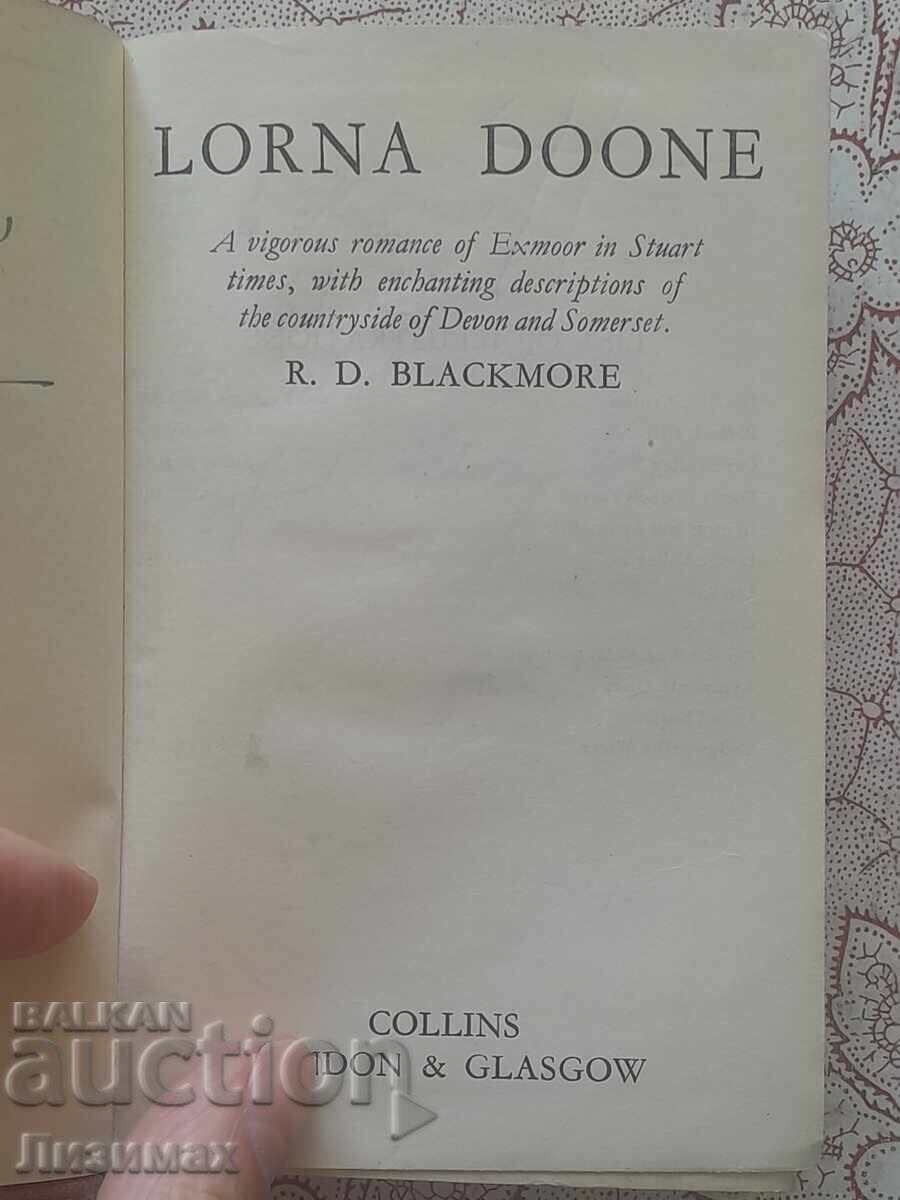 LORNA DOONE
A vigorous romance of Exmoor in Stuart
times, with enchanting descriptions of
the countryside of Devon and Somerset.
R. D. BLACKMORE
COLLINS
NDON & GLASGOW
BALKAN
auction
Лизимах